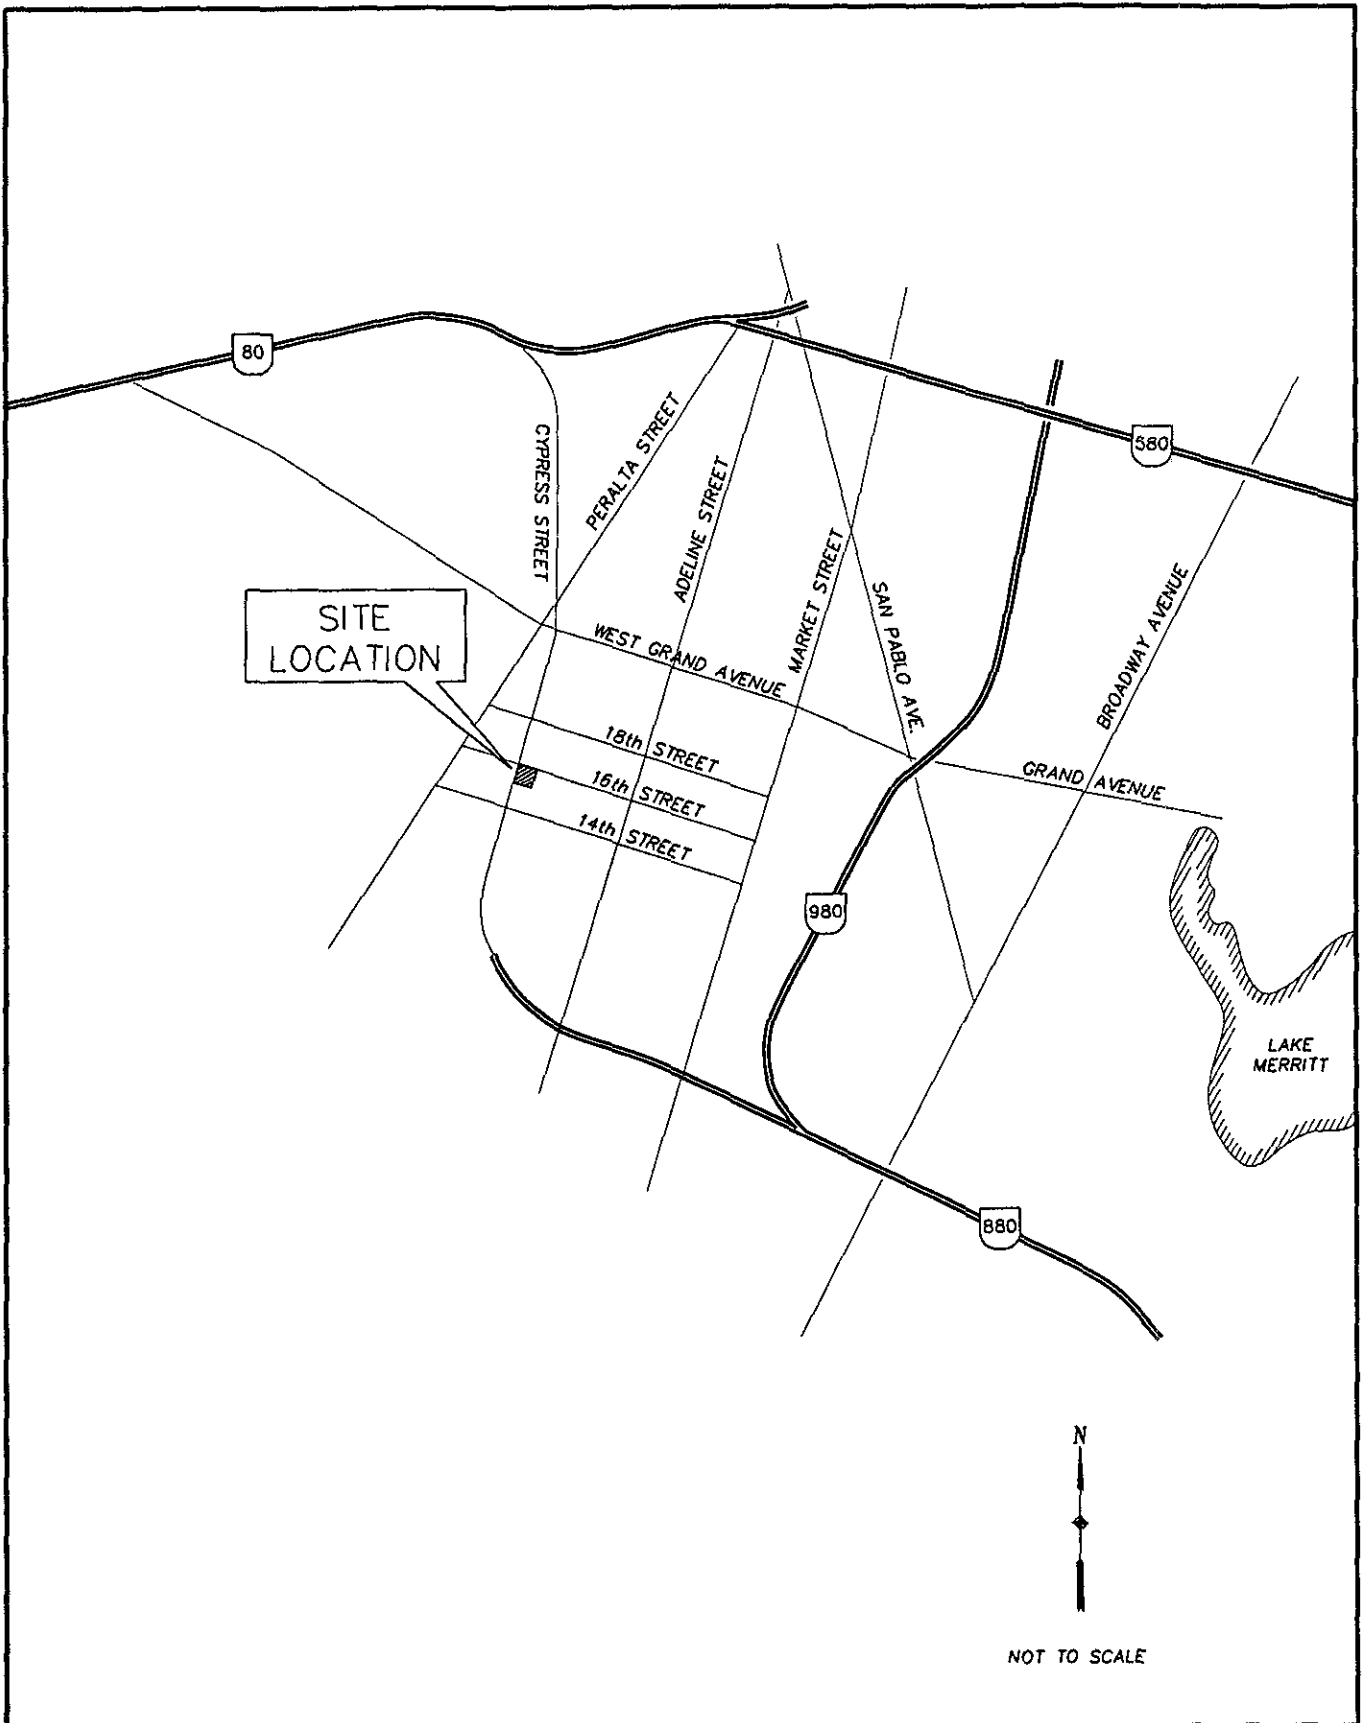 80
580
CYPRESS STREET
PERALTA STREET
ADELINE STREET
MARKET STREET
SAN PABLO AVE.
BROADWAY AVENUE
SITE
LOCATION
WEST GRAND AVENUE
GRAND AVENUE
18th STREET
16th STREET
14th STREET
980
LAKE
MERRITT
880
N
NOT TO SCALE